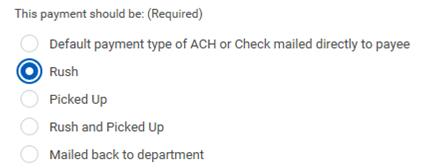 This payment should be: (Required)
Default payment type of ACH or Check mailed directly to payee
Rush
Picked Up
Rush and Picked Up
Mailed back to department